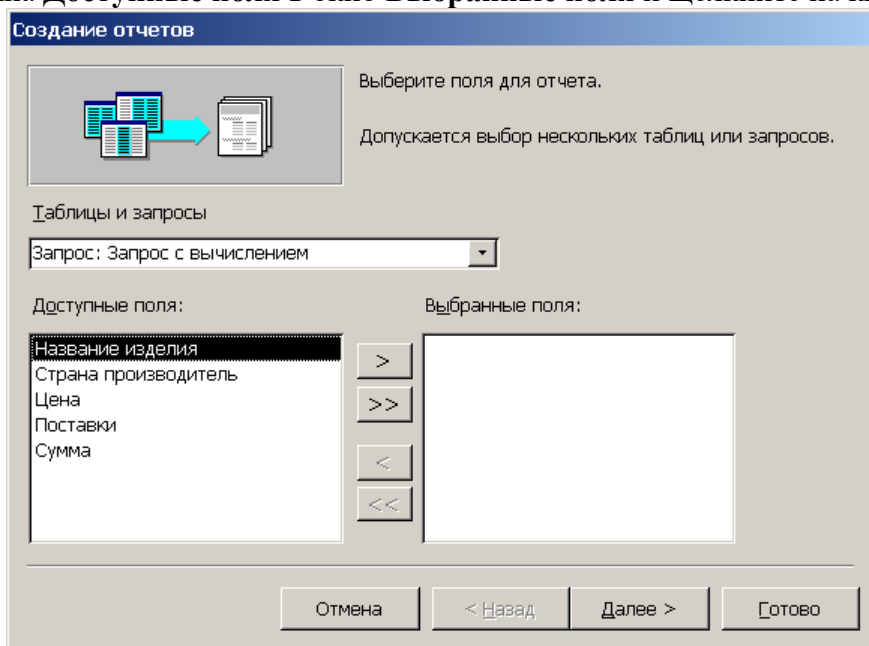 Создание отчетов
Выберите поля для отчета.
Допускается выбор нескольких таблиц или запросов.
Таблицы и запросы
Запрос: Запрос с вычислением
Доступные поля:
Выбранные поля:
Название изделия
Страна производитель
Цена
Поставки
Сумма
>
>>
<
<<
Отмена
< Назад
Далее >
Готово